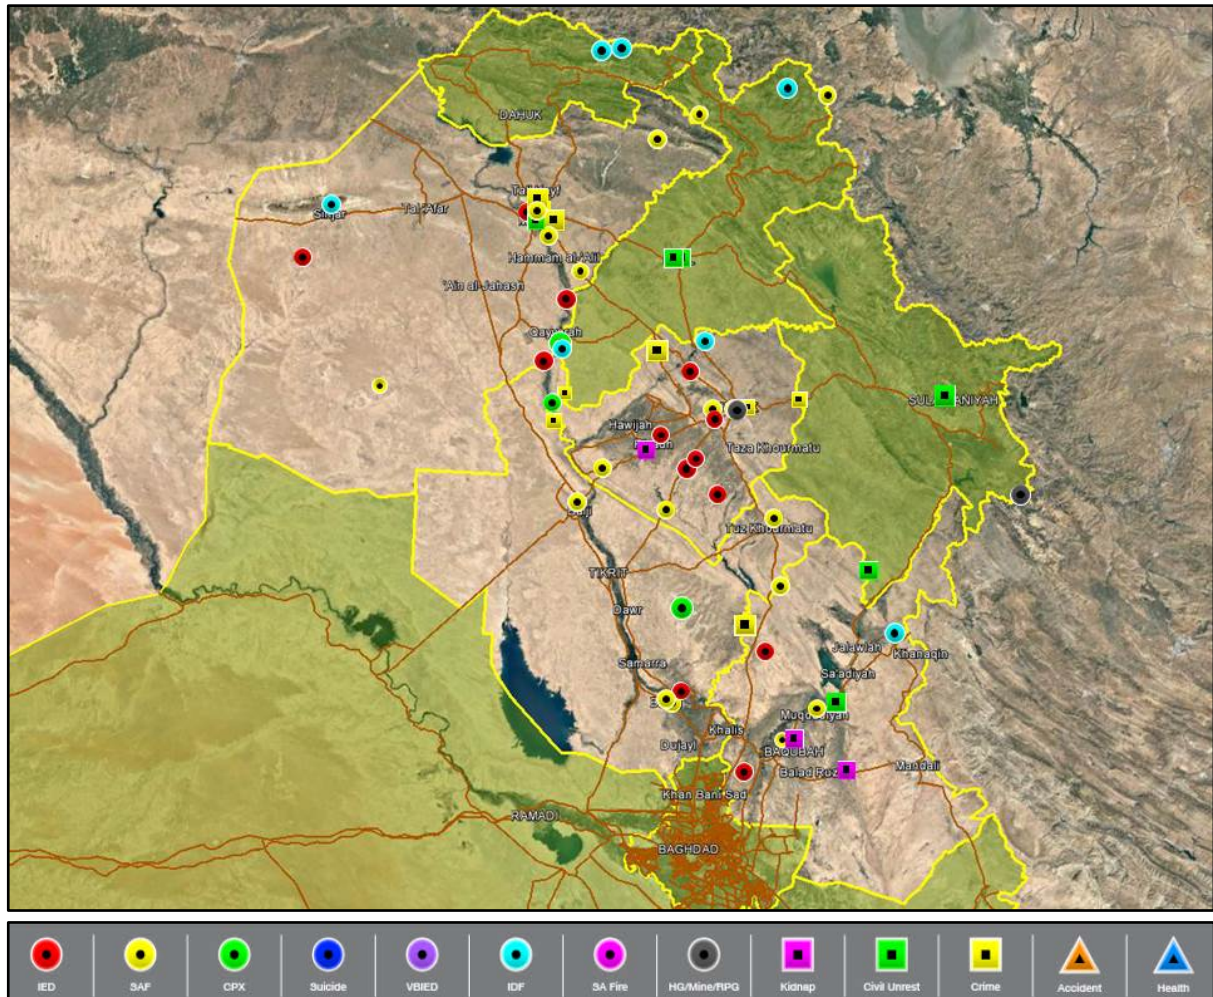 DAHUK
Sinjar
Tal 'Afar
Hammam al-'Alil
'Ain al-Jahash
Qayyarah
SULAYMANIYAH
Hawijah
Taza Khourmatu
Baiji
Tuz Khourmatu
TIKRIT
Dawr
Samarra
Jalawlah
Khanaqin
Sa'adiyah
Muqdadiyah
Khalis
Dujayl
BAQUBAH
Balad Ruz
Mandali
Khan Bani Sad
RAMADI
BAGHDAD
IED
SAF
CPX
Suicide
VBIED
IDF
SA Fire
HG/Mine/RPG
Kidnap
Civil Unrest
Crime
Accident
Health